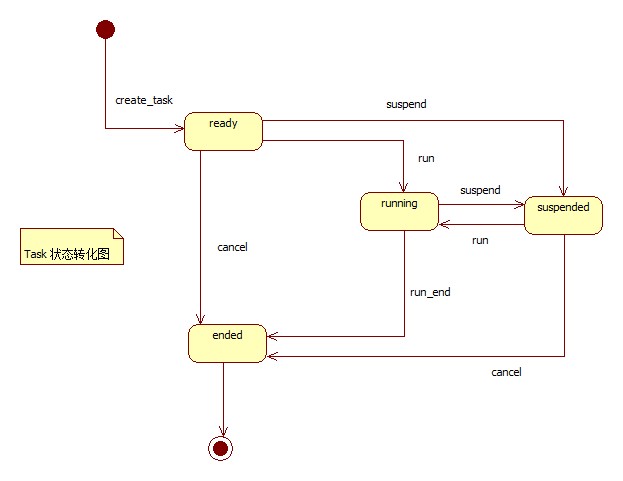 create_task
ready
suspend
run
running
suspend
suspended
run
cancel
Task 状态转化图
run_end
ended
cancel